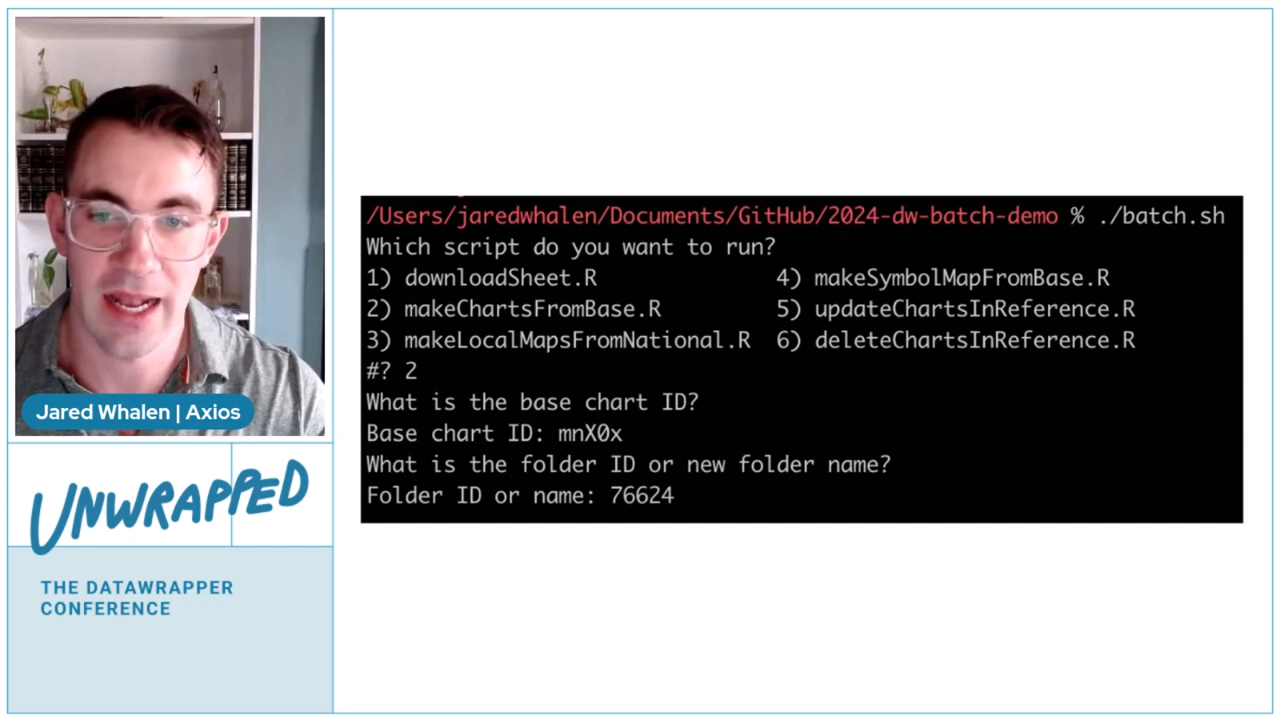 Jared Whalen | Axios
UNWRAPPED
THE DATAWRAPPER
CONFERENCE
/Users/jaredwhalen/Documents/GitHub/2024-dw-batch-demo % ./batch.sh
Which script do you want to run?
1) downloadSheet.R 4) makeSymbolMapFromBase.R
2) makeChartsFromBase.R 5) updateChartsInReference.R
3) makeLocalMapsFromNational.R 6) deleteChartsInReference.R
#? 2
What is the base chart ID?
Base chart ID: mnX0x
What is the folder ID or new folder name?
Folder ID or name: 76624